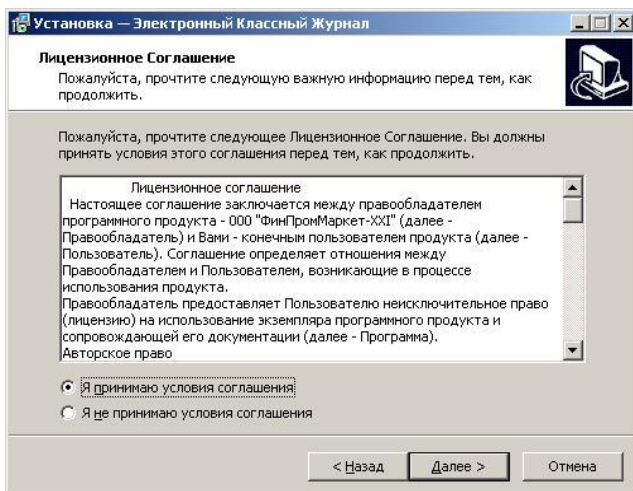 Установка — Электронный Классный Журнал
Лицензионное Соглашение
Пожалуйста, прочтите следующую важную информацию перед тем, как
продолжить.
Пожалуйста, прочтите следующее Лицензионное Соглашение. Вы должны
принять условия этого соглашения перед тем, как продолжить.
Лицензионное соглашение
Настоящее соглашение заключается между правообладателем
программного продукта - ООО "ФинПромМаркет-XXI" (далее -
Правообладатель) и Вами - конечным пользователем продукта (далее -
Пользователь). Соглашение определяет отношения между
Правообладателем и Пользователем, возникающие в процессе
использования продукта.
Правообладатель предоставляет Пользователю неисключительное право
(лицензию) на использование экземпляра программного продукта и
сопровождающей его документации (далее - Программа).
Авторское право
Я принимаю условия соглашения
Я не принимаю условия соглашения
< Назад
Далее >
Отмена